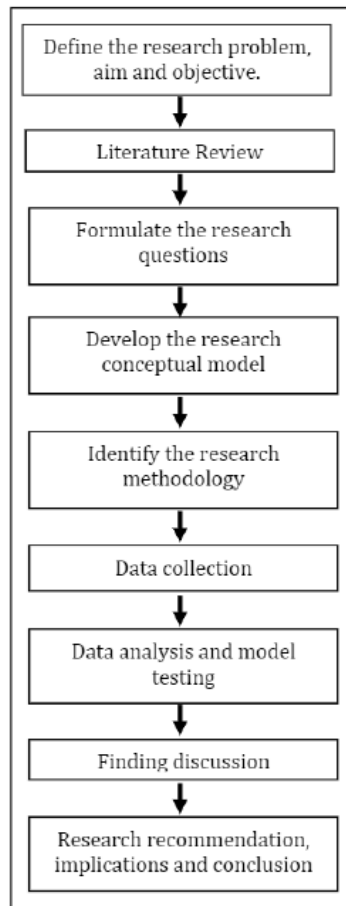 Define the research problem,
aim and objective.
Literature Review
Formulate the research
questions
Develop the research
conceptual model
Identify the research
methodology
Data collection
Data analysis and model
testing
Finding discussion
Research recommendation,
implications and conclusion